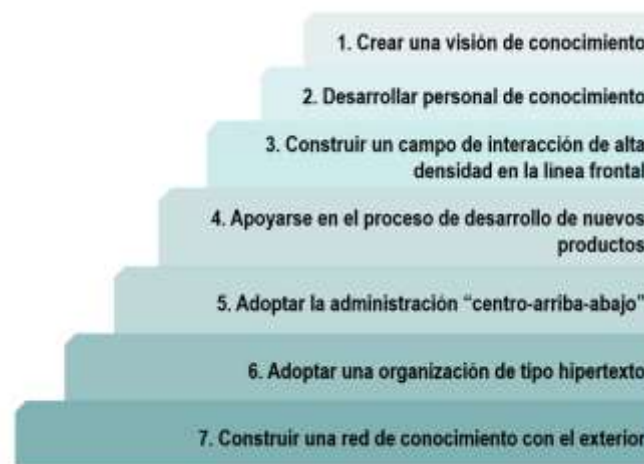 1. Crear una visión de conocimiento
2. Desarrollar personal de conocimiento
3. Construir un campo de interacción de alta
densidad en la línea frontal
4. Apoyarse en el proceso de desarrollo de nuevos
productos
5. Adoptar la administración “centro-arriba-abajo”
6. Adoptar una organización de tipo hipertexto
7. Construir una red de conocimiento con el exterior